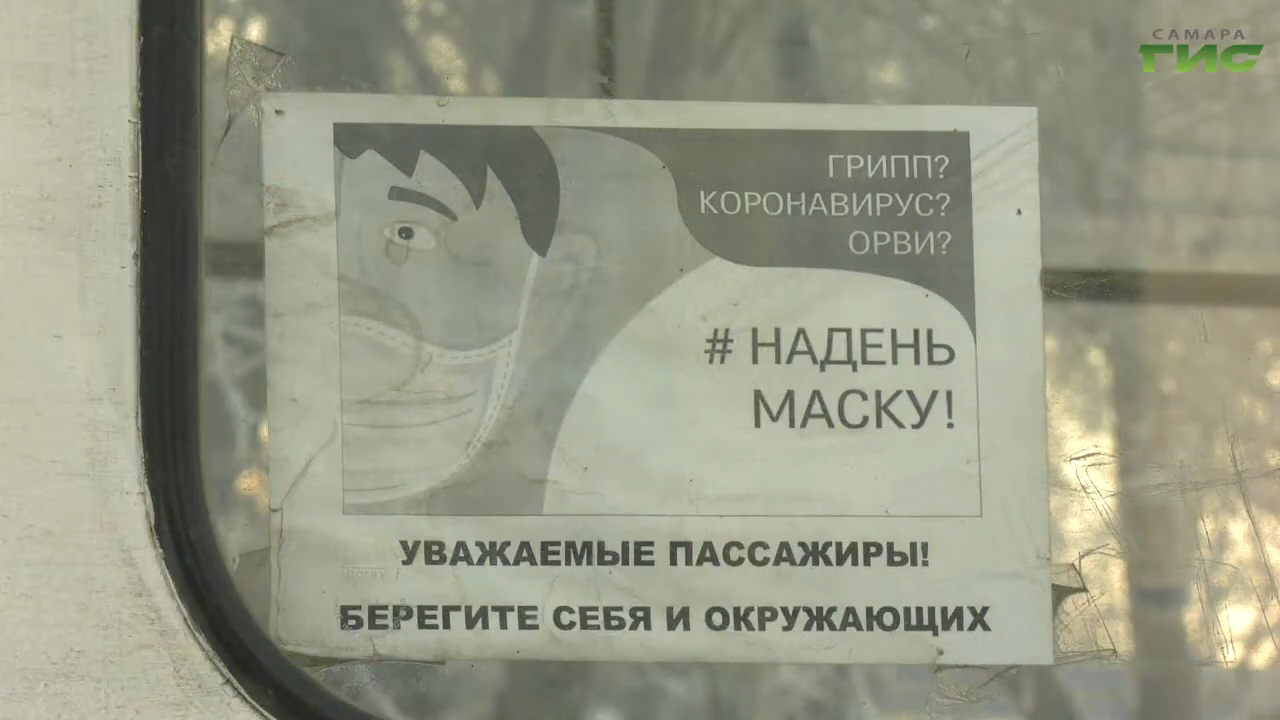 САМАРА
ГИС
ГРИПП?
КОРОНАВИРУС?
ОРВИ?
# НАДЕНЬ
МАСКУ!
УВАЖАЕМЫЕ ПАССАЖИРЫ!
БЕРЕГИТЕ СЕБЯ И ОКРУЖАЮЩИХ